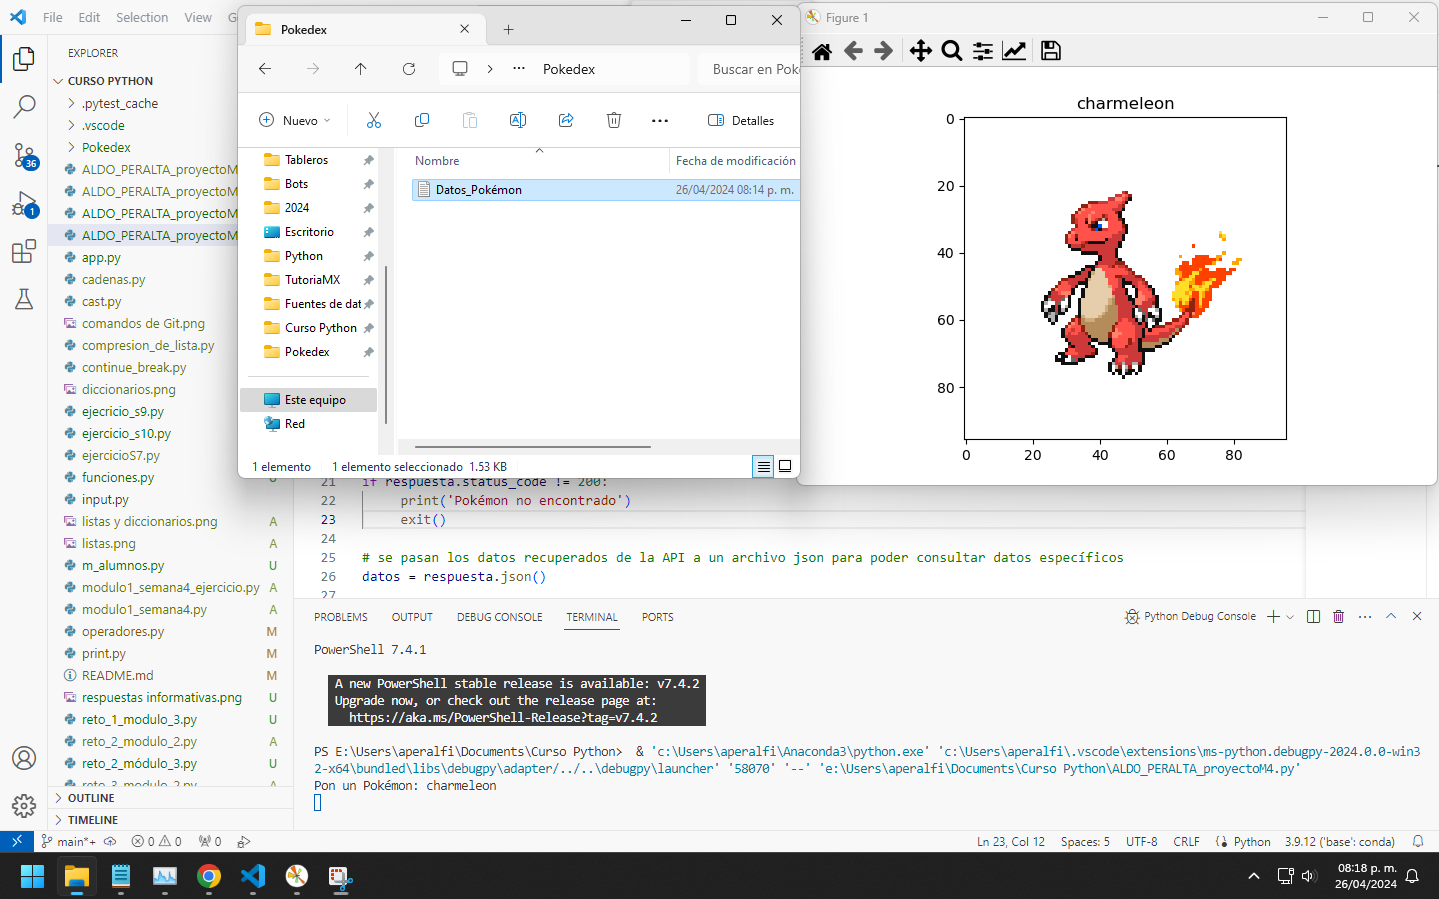 File Edit Selection View G
EXPLORER
CURSO PYTHON
.pytest_cache
.vscode
Pokedex
ALDO_PERALTA_proyectoM
ALDO_PERALTA_proyectoM
ALDO_PERALTA_proyectoM
ALDO_PERALTA_proyectoM
app.py
cadenas.py
cast.py
comandos de Git.png
compresion_de_lista.py
continue_break.py
diccionarios.png
ejecricio_s9.py
ejercicio_s10.py
ejercicioS7.py
funciones.py
input.py
listas y diccionarios.png A
listas.png A
m_alumnos.py U
modulo1_semana4_ejercicio.py A
modulo1_semana4.py A
operadores.py M
print.py M
README.md M
respuestas informativas.png U
reto_1_modulo_3.py U
reto_2_modulo_2.py A
reto_2_módulo_3.py U
reto_3_modulo_2.py A
OUTLINE
TIMELINE
36
1
Pokedex
Pokedex
Buscar en Pok
Nuevo
Detalles
Tableros
Bots
2024
Escritorio
Python
TutoriaMX
Fuentes de dat
Curso Python
Pokedex
Este equipo
Red
Nombre Fecha de modificación
Datos_Pokémon 26/04/2024 08:14 p. m.
1 elemento 1 elemento seleccionado 1.53 KB
Figure 1
charmeleon
0
20
40
60
80
0 20 40 60 80
21 if respuesta.status_code != 200:
22 print('Pokémon no encontrado')
23 exit()
24
25 # se pasan los datos recuperados de la API a un archivo json para poder consultar datos específicos
26 datos = respuesta.json()
27
PROBLEMS OUTPUT DEBUG CONSOLE TERMINAL PORTS
Python Debug Console
PowerShell 7.4.1
A new PowerShell stable release is available: v7.4.2
Upgrade now, or check out the release page at:
https://aka.ms/PowerShell-Release?tag=v7.4.2
PS E:\Users\aperalfi\Documents\Curso Python> & 'c:\Users\aperalfi\Anaconda3\python.exe' 'c:\Users\aperalfi\.vscode\extensions\ms-python.debugpy-2024.0.0-win3
2-x64\bundled\libs\debugpy\adapter/../..\debugpy\launcher' '58070' '--' 'e:\Users\aperalfi\Documents\Curso Python\ALDO_PERALTA_proyectoM4.py'
Pon un Pokémon: charmeleon
main*+ 0 0 0
Ln 23, Col 12 Spaces: 5 UTF-8 CRLF Python 3.9.12 ('base': conda)
08:18 p. m.
26/04/2024